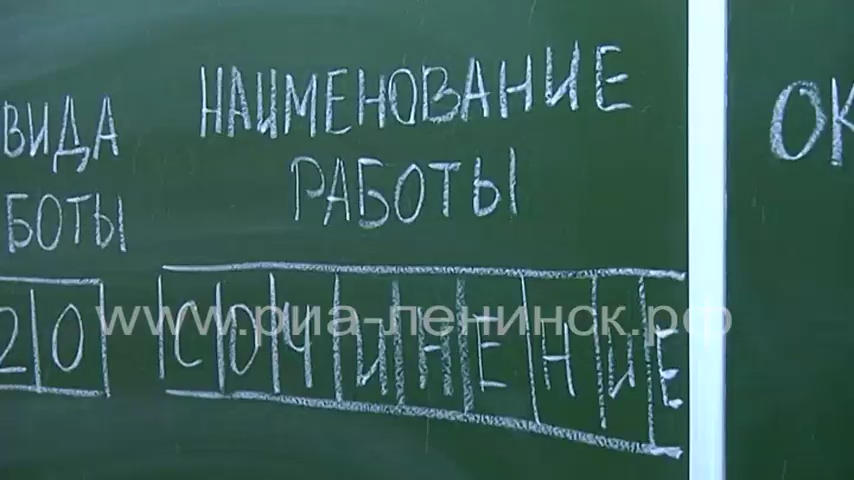 НАИМЕНОВАНИЕ
РАБОТЫ
ВИДА
БОТЫ
20
СОЧИНЕНИЕ
ОК
www.риа-ленинск.рф